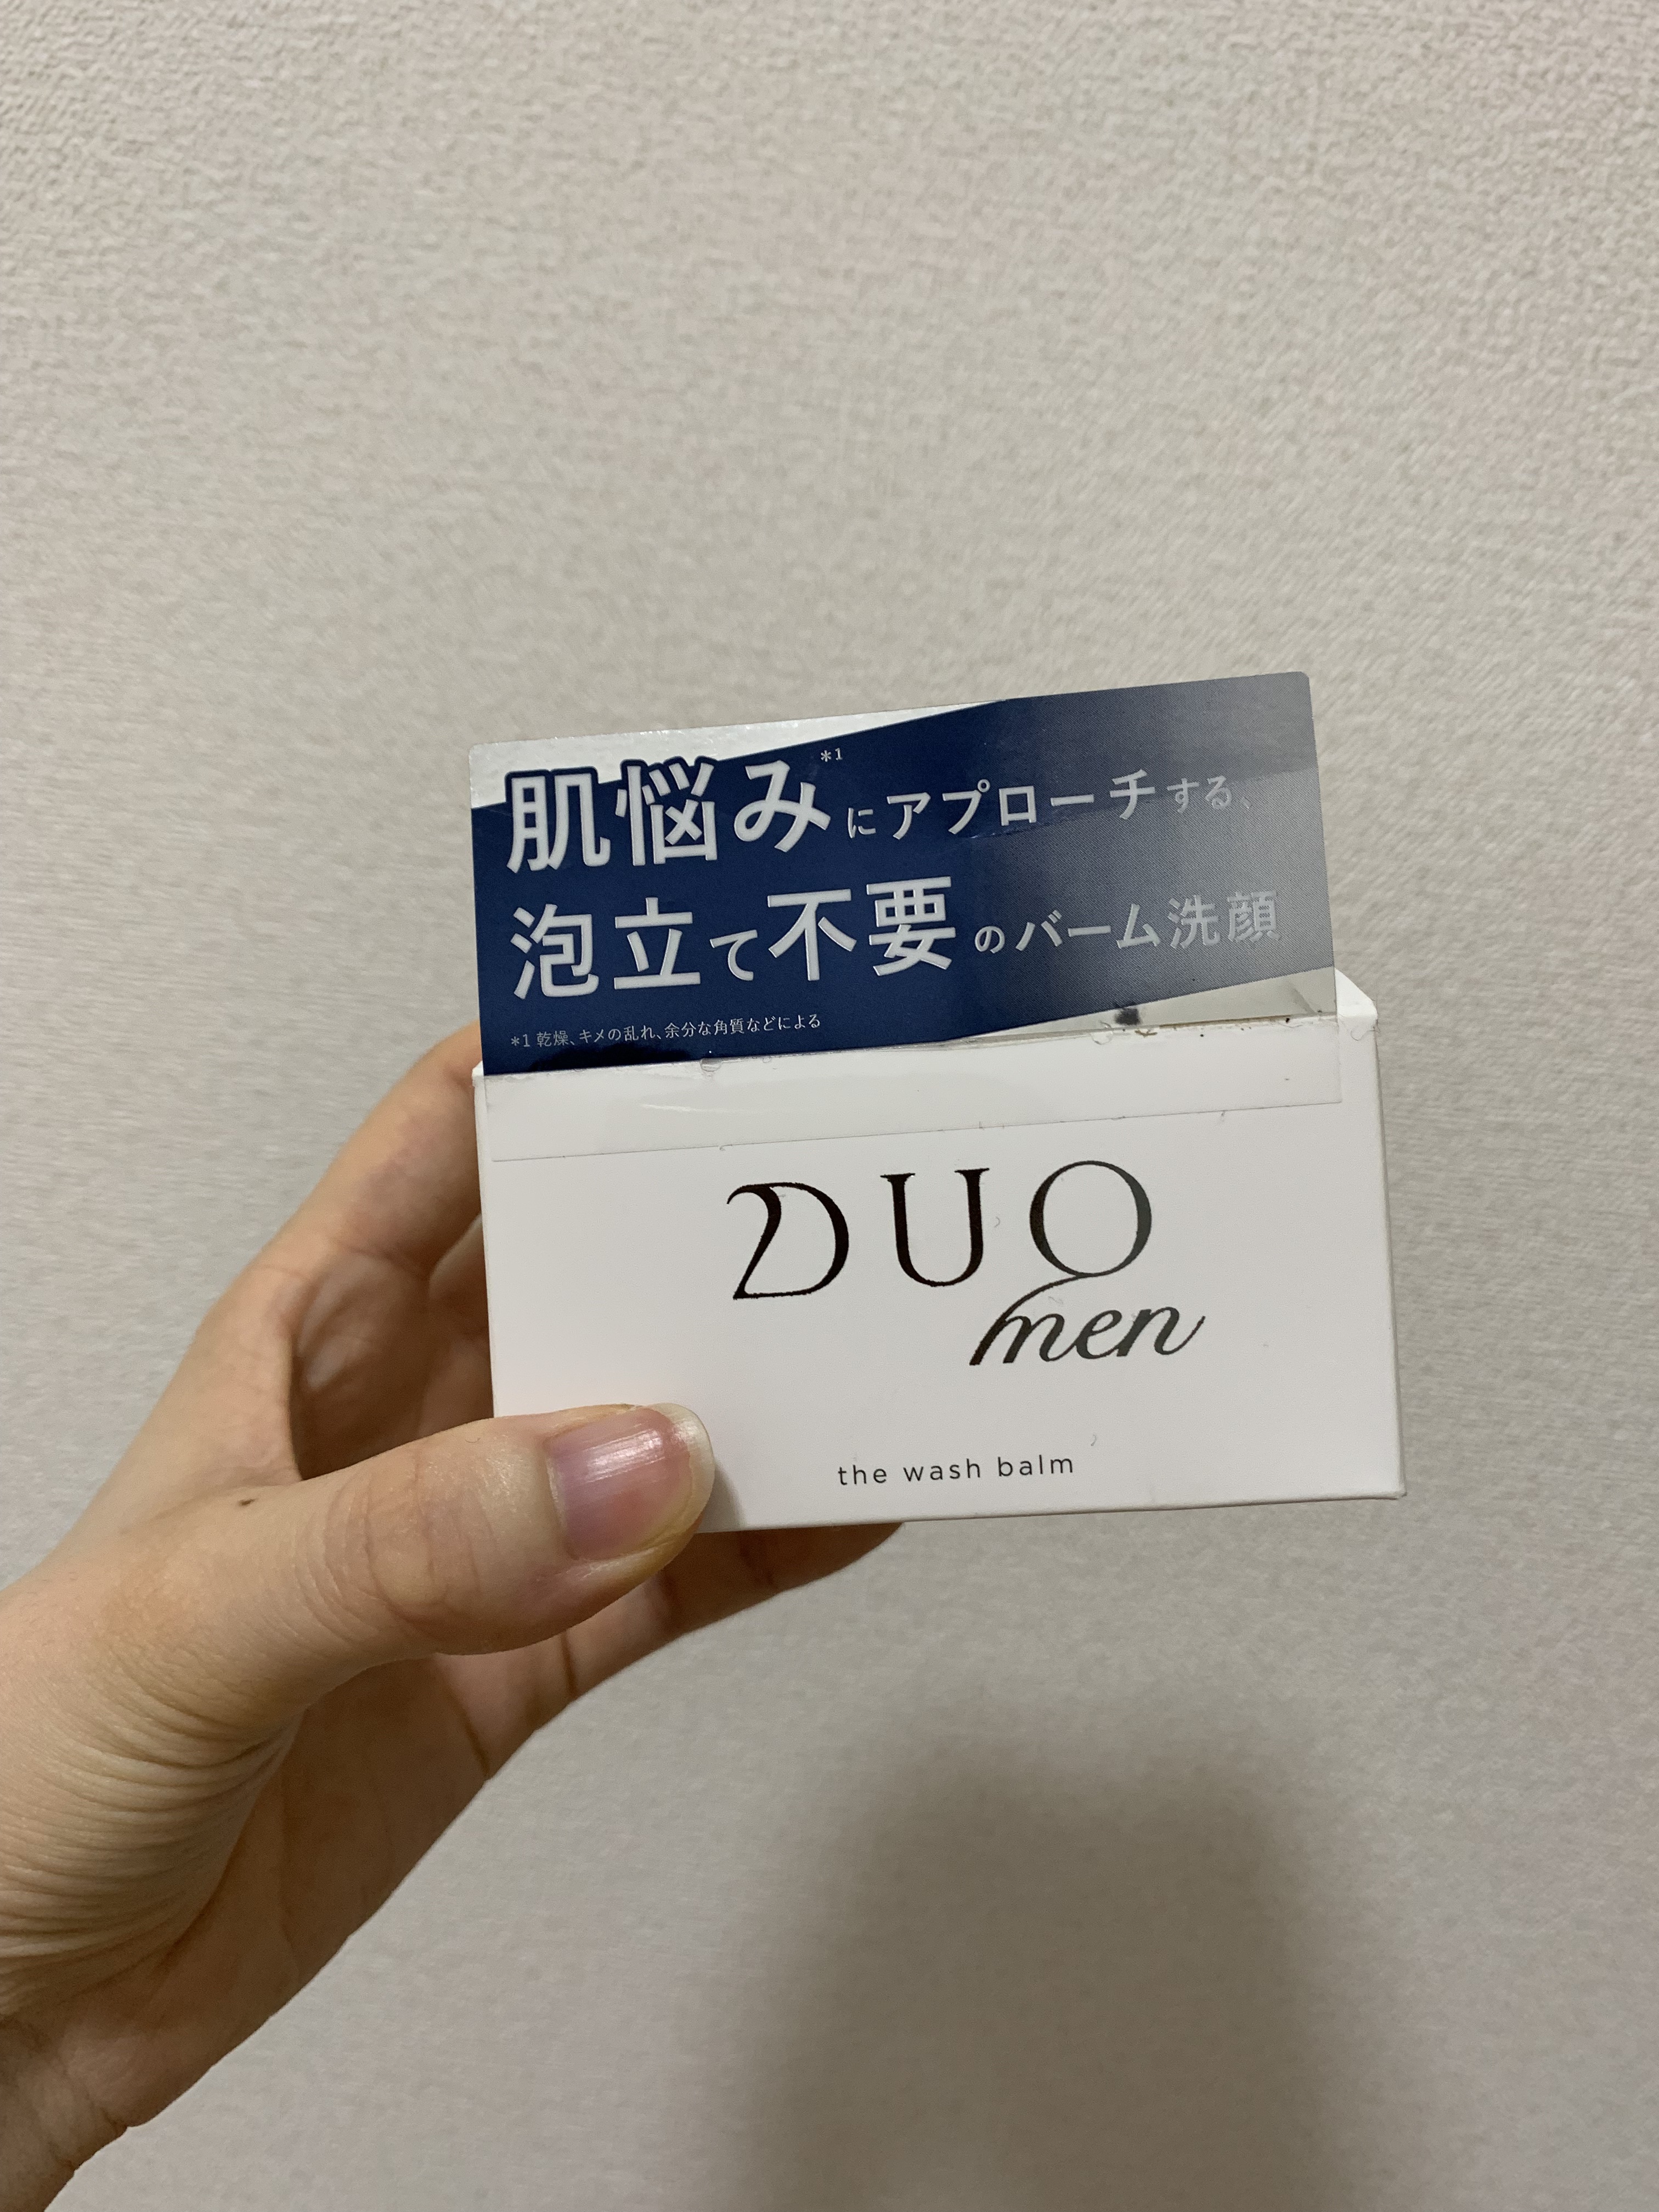 肌悩み*1にアプローチする、
泡立て不要のバーム洗顔
*1 乾燥、キメの乱れ、余分な角質などによる
DUO
men
the wash balm